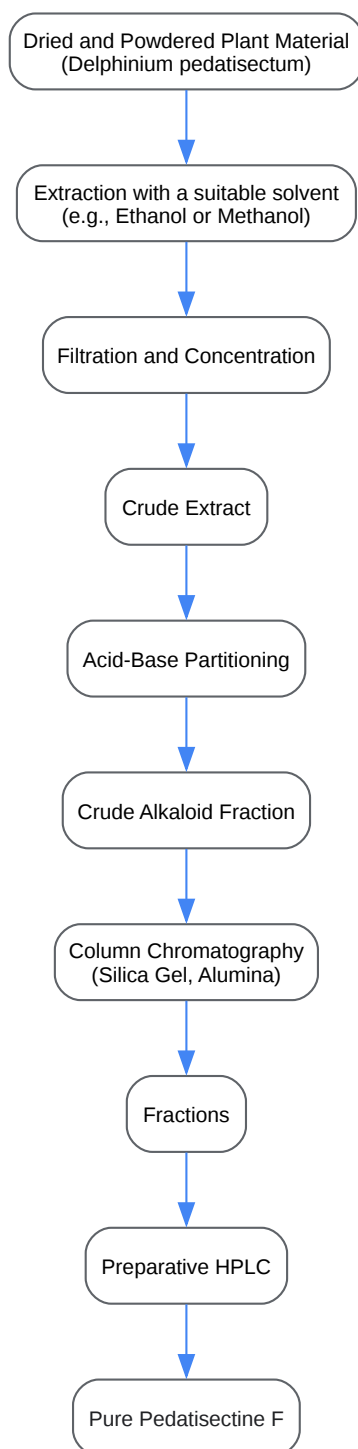 Dried and Powdered Plant Material
(Delphinium pedatisectum)
Extraction with a suitable solvent
(e.g., Ethanol or Methanol)
Filtration and Concentration
Crude Extract
Acid-Base Partitioning
Crude Alkaloid Fraction
Column Chromatography
(Silica Gel, Alumina)
Fractions
Preparative HPLC
Pure Pedatisectine F